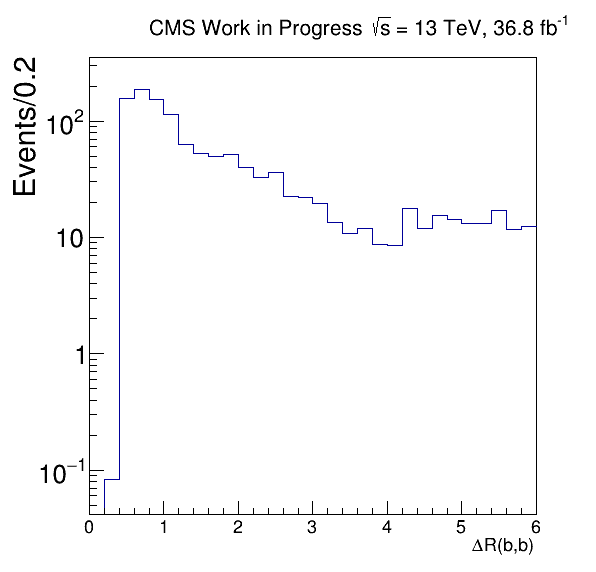 CMS Work in Progress √s = 13 TeV, 36.8 fb⁻¹
Events/0.2
10²
10
1
10⁻¹
0 1 2 3 4 5 6
ΔR(b,b)